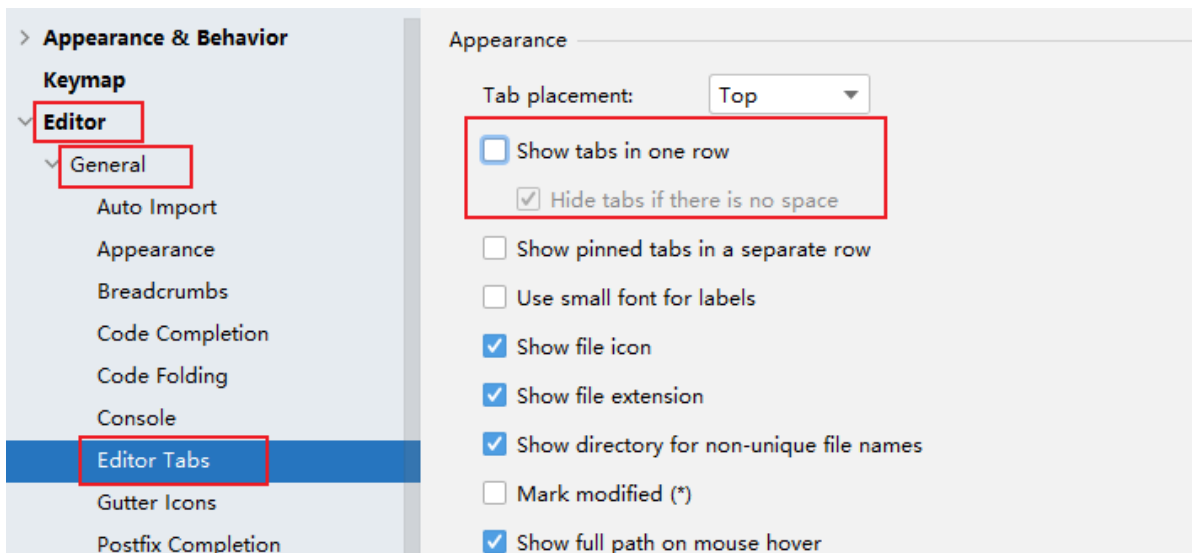 Appearance & Behavior
Keymap
Editor
General
Auto Import
Appearance
Breadcrumbs
Code Completion
Code Folding
Console
Editor Tabs
Gutter Icons
Postfix Completion
Appearance
Tab placement: Top
Show tabs in one row
Hide tabs if there is no space
Show pinned tabs in a separate row
Use small font for labels
Show file icon
Show file extension
Show directory for non-unique file names
Mark modified (*)
Show full path on mouse hover